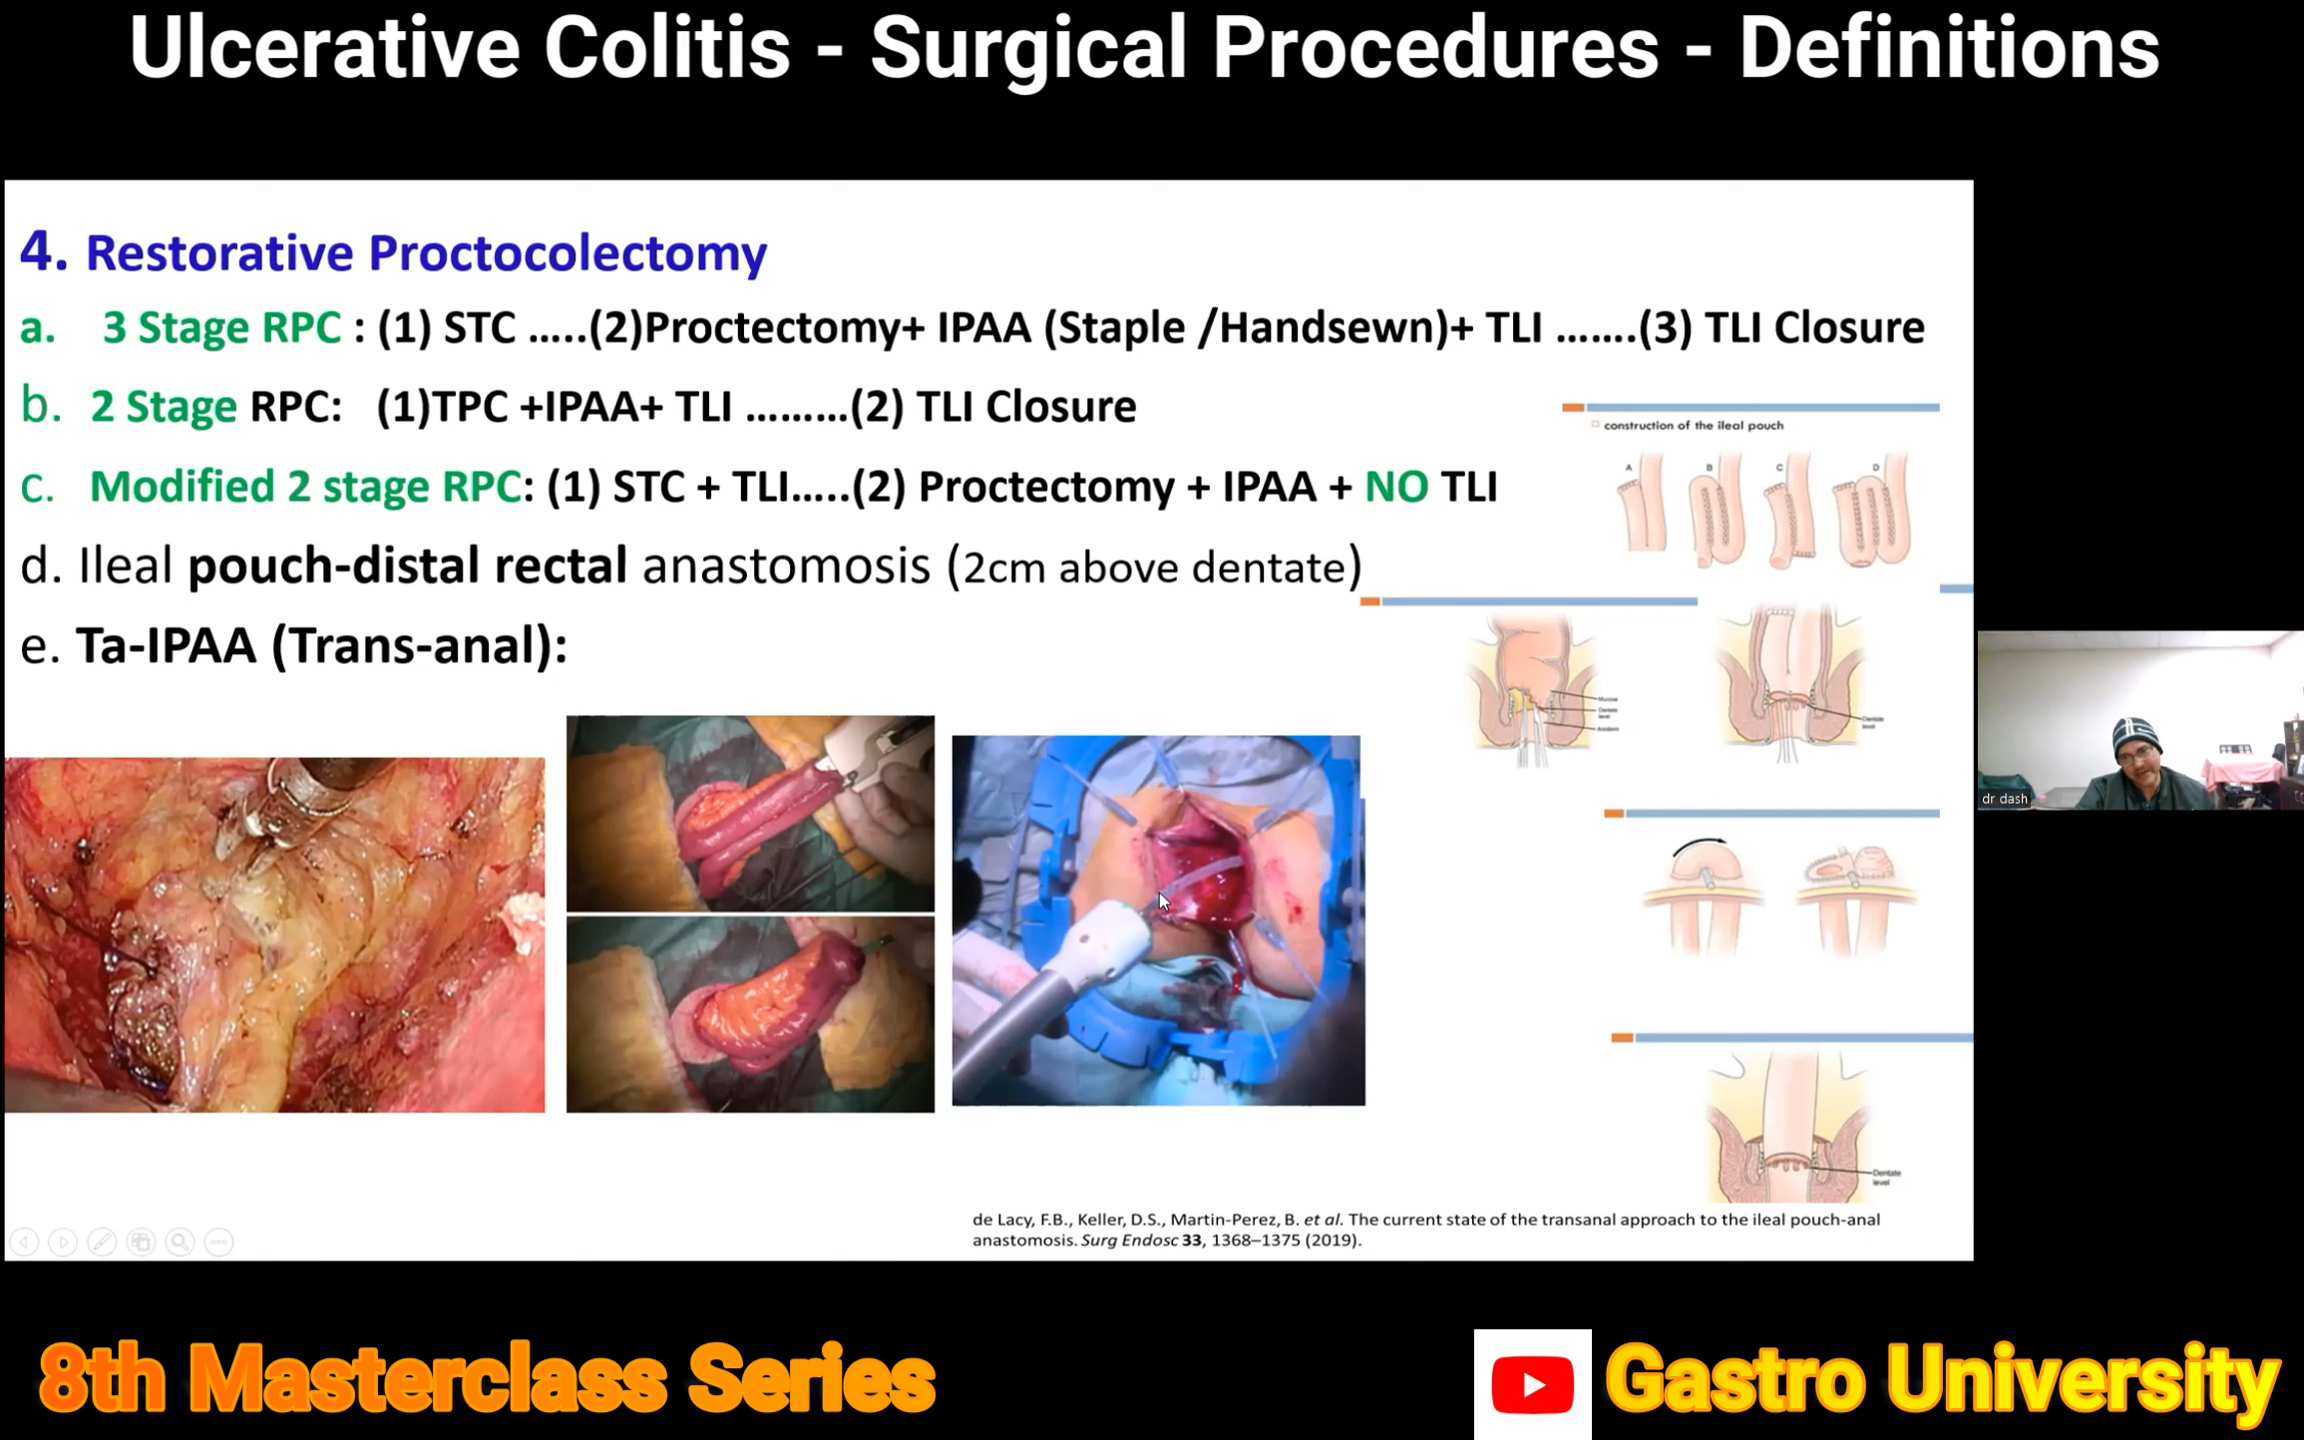 Ulcerative Colitis - Surgical Procedures - Definitions
4. Restorative Proctocolectomy
a. 3 Stage RPC : (1) STC .....(2)Proctectomy+ IPAA (Staple /Handsewn)+ TLI .......(3) TLI Closure
b. 2 Stage RPC: (1)TPC +IPAA+ TLI .........(2) TLI Closure
construction of the ileal pouch
A B C D
c. Modified 2 stage RPC: (1) STC + TLI.....(2) Proctectomy + IPAA + NO TLI
d. Ileal pouch-distal rectal anastomosis (2cm above dentate)
e. Ta-IPAA (Trans-anal):
Mucosa
Dentate
level
Anoderm
Dentate
level
dr dash
Dentate
level
de Lacy, F.B., Keller, D.S., Martin-Perez, B. et al. The current state of the transanal approach to the ileal pouch-anal
anastomosis. Surg Endosc 33, 1368–1375 (2019).
8th Masterclass Series
Gastro University